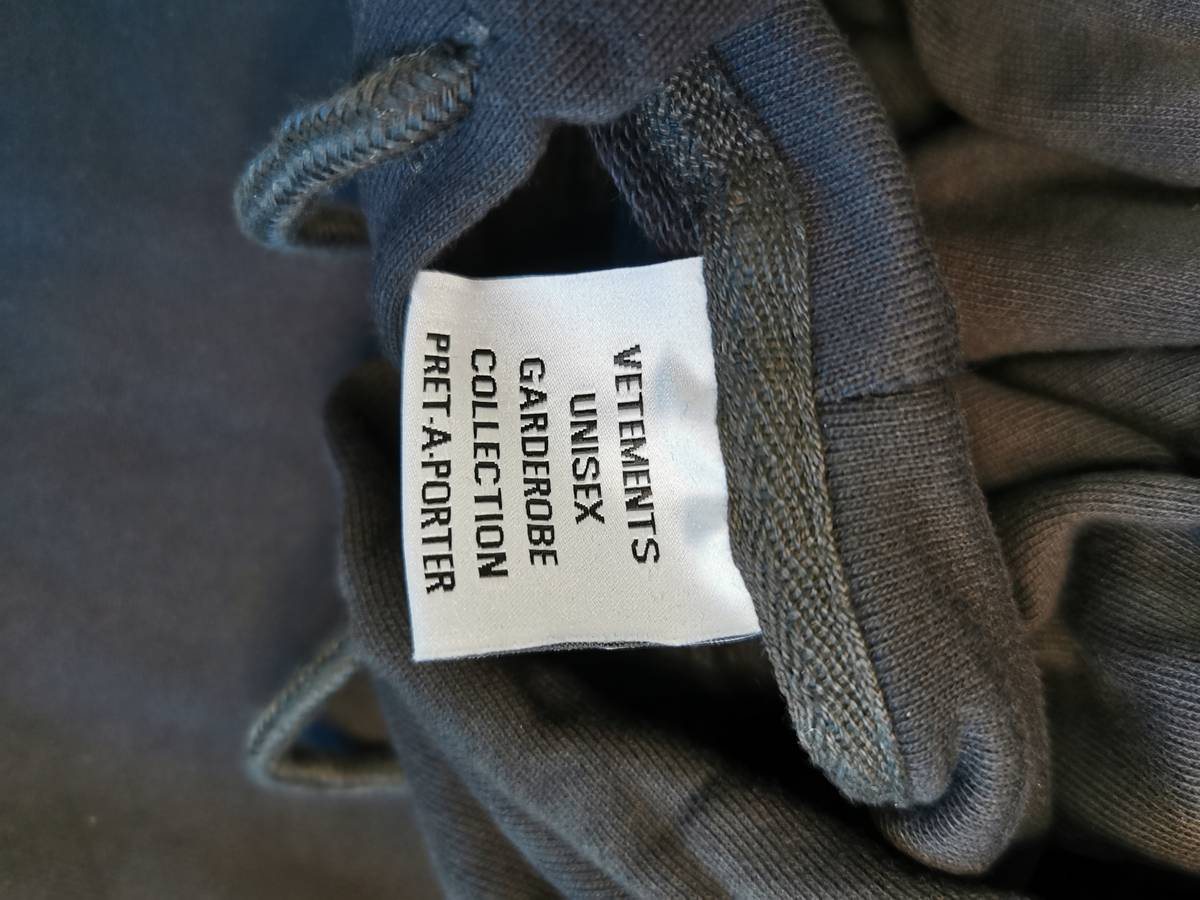 VETEMENTS
UNISEX
GARDEROBE
COLLECTION
PRET-A-PORTER